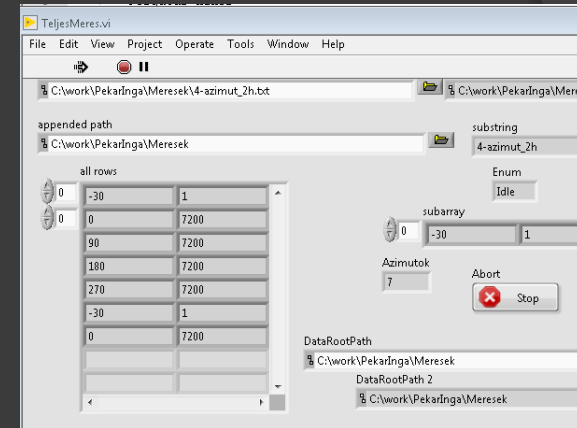 TeljesMeres.vi
File Edit View Project Operate Tools Window Help
C:\work\PekarInga\Meresek\4-azimut_2h.txt
C:\work\PekarInga\Mere
appended path
substring
C:\work\PekarInga\Meresek
4-azimut_2h
all rows
Enum
Idle
0
-30 1
subarray
0
0 7200
0
-30 1
90 7200
180 7200
Azimutok
7
270 7200
Abort
Stop
-30 1
0 7200
DataRootPath
C:\work\PekarInga\Meresek
DataRootPath 2
C:\work\PekarInga\Meresek